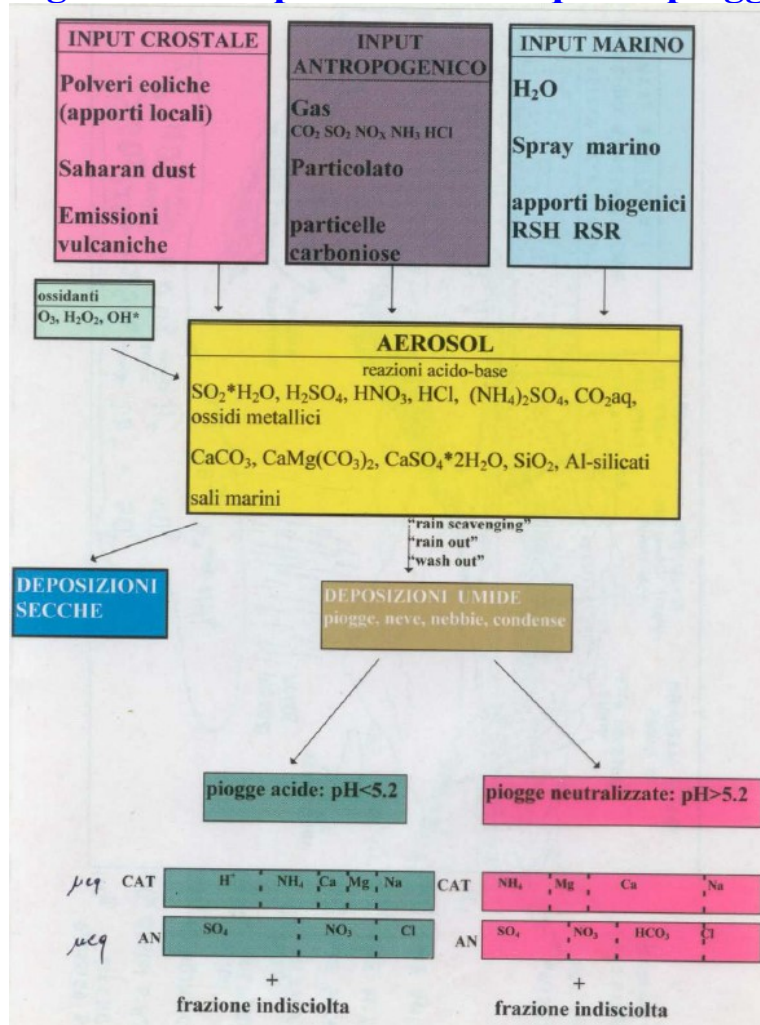 INPUT CROSTALE
Polveri eoliche
(apporti locali)
Saharan dust
Emissioni
vulcaniche
INPUT
ANTROPOGENICO
Gas
CO₂ SO₂ NOₓ NH₃ HCl
Particolato
particelle
carboniose
INPUT MARINO
H₂O
Spray marino
apporti biogenici
RSH RSR
ossidanti
O₃, H₂O₂, OH*
AEROSOL
reazioni acido-base
SO₂*H₂O, H₂SO₄, HNO₃, HCl, (NH₄)₂SO₄, CO₂aq,
ossidi metallici
CaCO₃, CaMg(CO₃)₂, CaSO₄*2H₂O, SiO₂, Al-silicati
sali marini
“rain scavenging”
“rain out”
“wash out”
DEPOSIZIONI
SECCHE
DEPOSIZIONI UMIDE
piogge, neve, nebbie, condense
piogge acide: pH<5.2
piogge neutralizzate: pH>5.2
μeq CAT H⁺ NH₄ Ca Mg Na
CAT NH₄ Mg Ca Na
μeq AN SO₄ NO₃ Cl
AN SO₄ NO₃ HCO₃ Cl
+
frazione indisciolta
+
frazione indisciolta